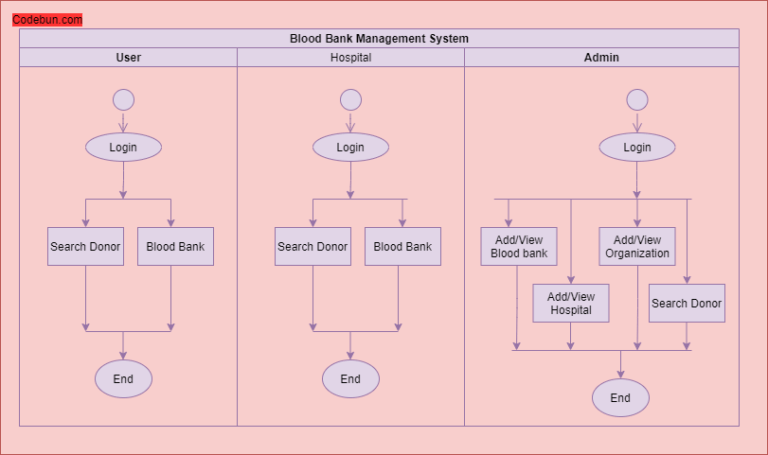 Codebun.com
Blood Bank Management System
User
Hospital
Admin
Login
Login
Login
Search Donor
Blood Bank
Search Donor
Blood Bank
Add/View
Blood bank
Add/View
Organization
Add/View
Hospital
Search Donor
End
End
End